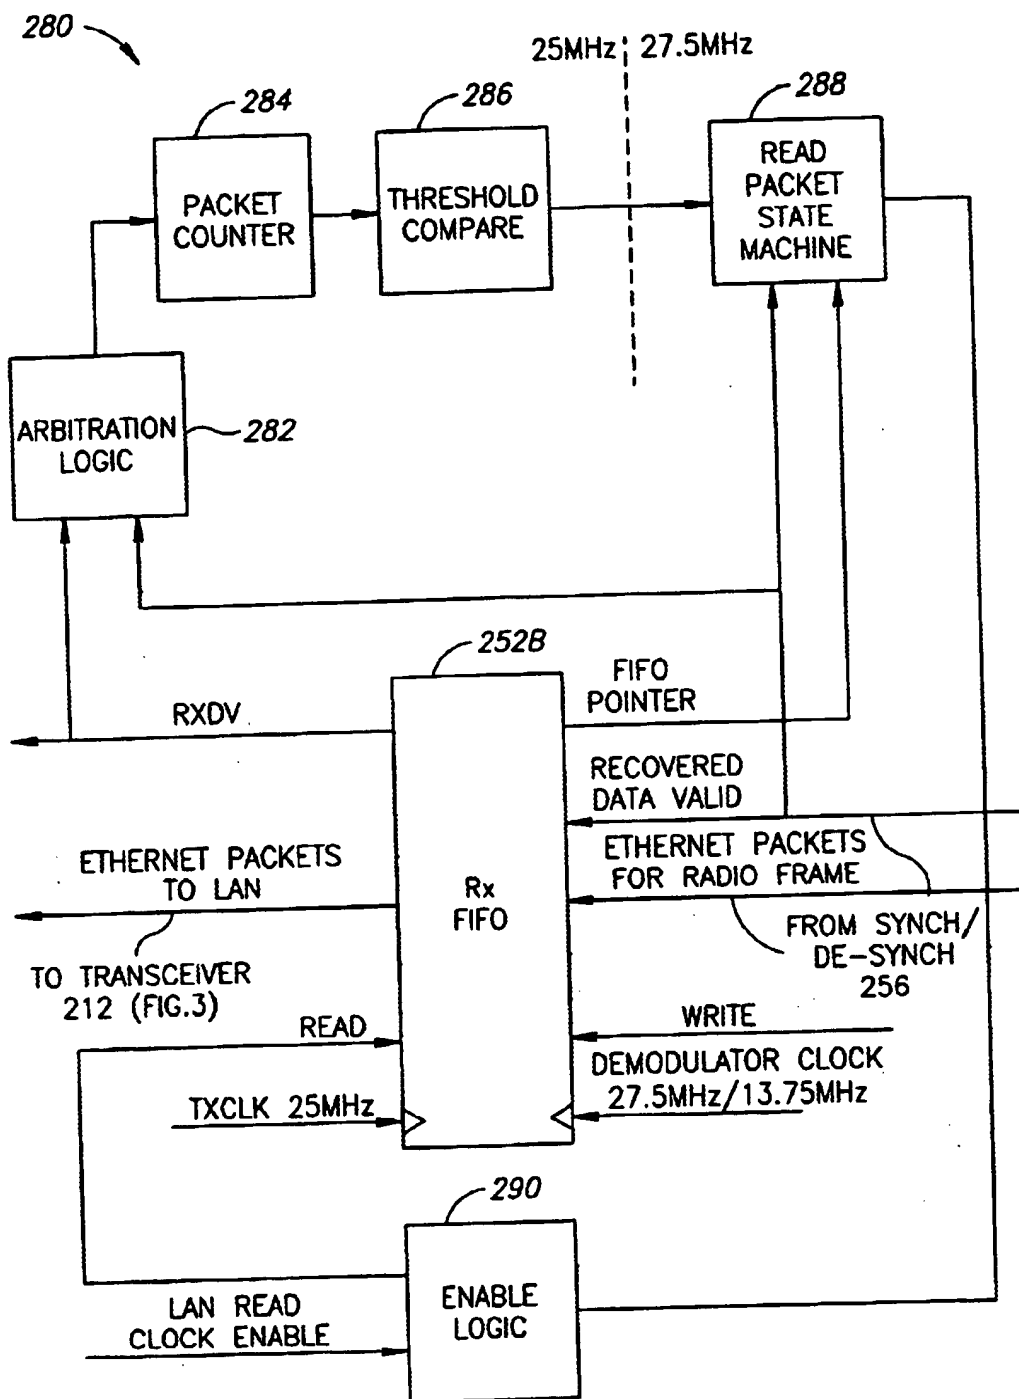 280
25MHz 27.5MHz
284
286
288
PACKET
COUNTER
THRESHOLD
COMPARE
READ
PACKET
STATE
MACHINE
ARBITRATION
LOGIC
282
252B
RXDV
FIFO
POINTER
RECOVERED
DATA VALID
ETHERNET PACKETS
TO LAN
ETHERNET PACKETS
FOR RADIO FRAME
Rx
FIFO
FROM SYNCH/
DE-SYNCH
256
TO TRANSCEIVER
212 (FIG.3)
READ
WRITE
DEMODULATOR CLOCK
27.5MHz/13.75MHz
TXCLK 25MHz
290
ENABLE
LOGIC
LAN READ
CLOCK ENABLE